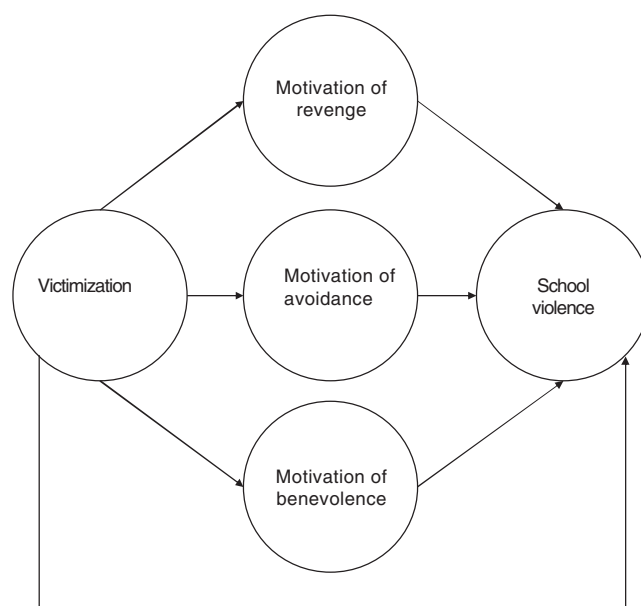 Motivation of
revenge
Victimization
Motivation of
avoidance
School
violence
Motivation of
benevolence